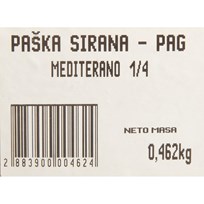 PAŠKA SIRANA - PAG
MEDITERANO 1/4
NETO MASA
0,462kg
2 883900 004624